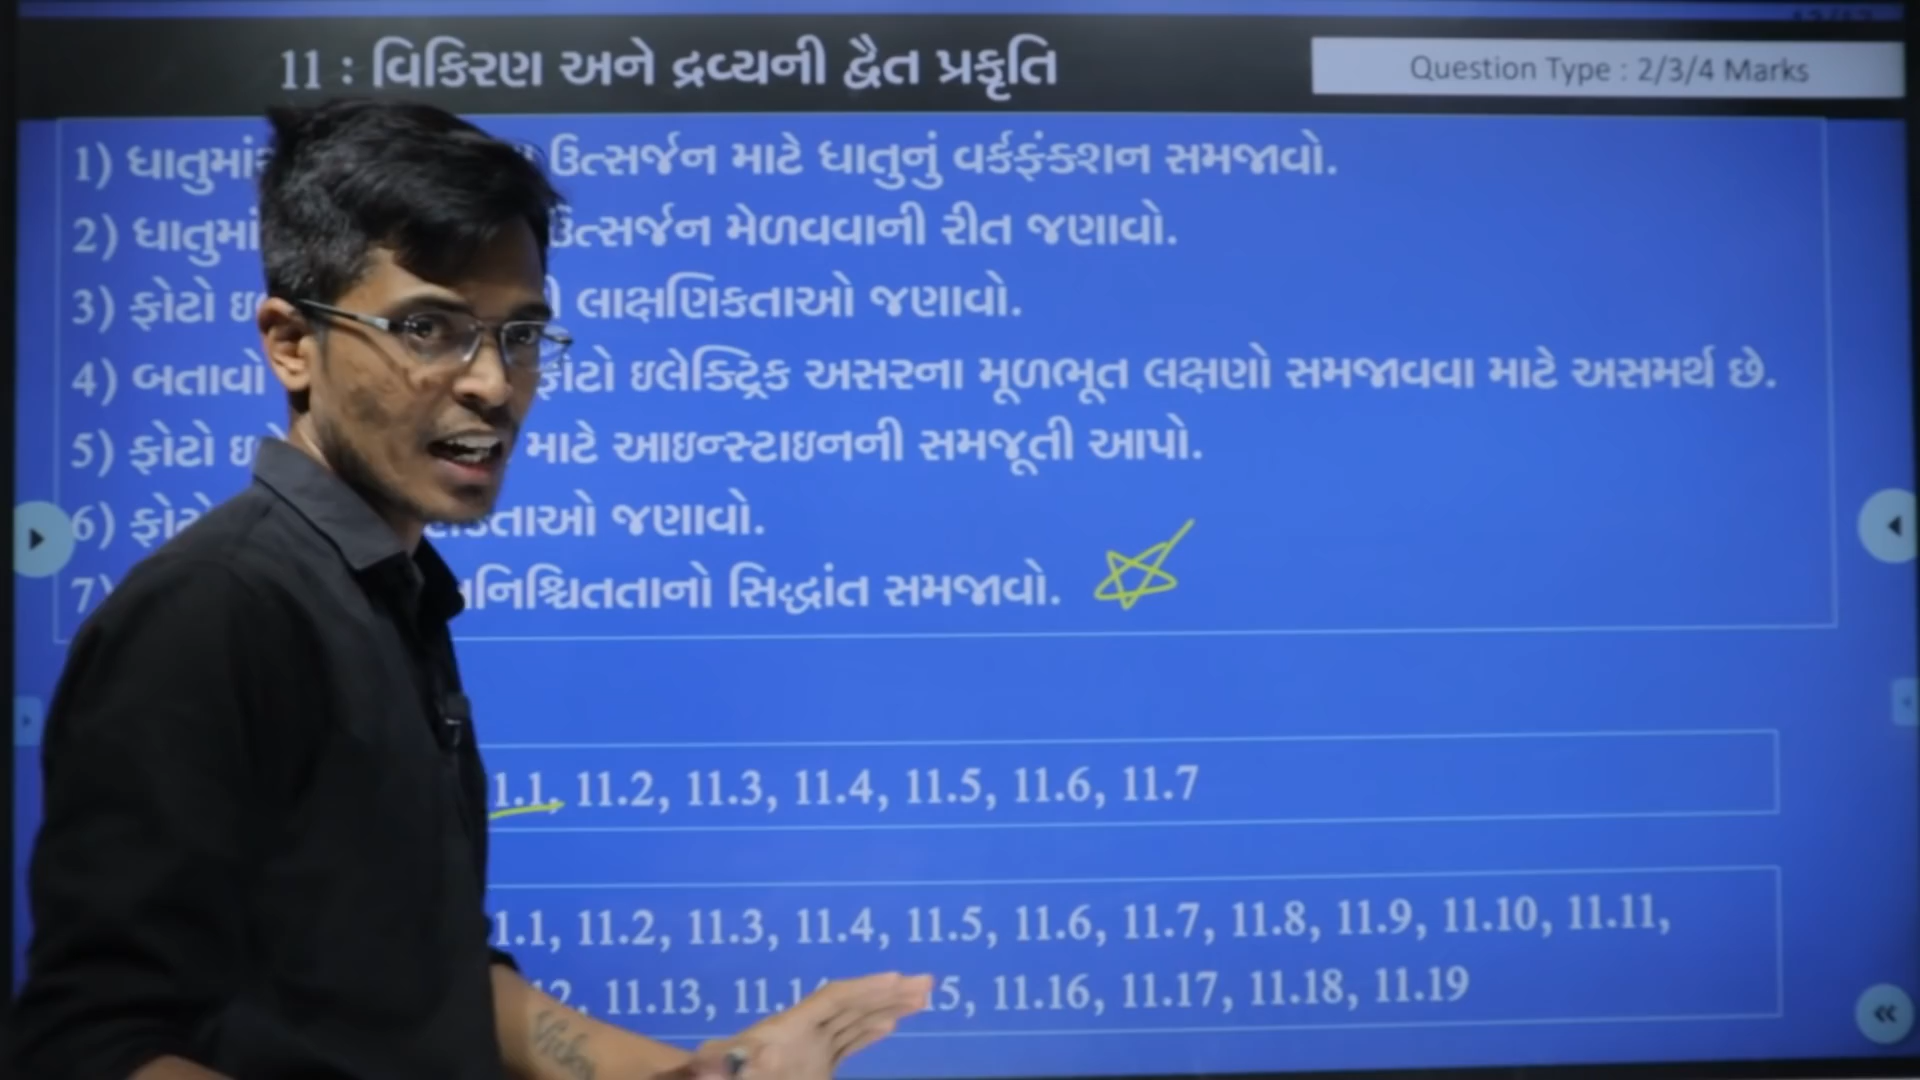 11 : વિકિરણ અને દ્રવ્યની દ્વૈત પ્રકૃતિ
Question Type : 2/3/4 Marks
1) ઉત્સર્જન માટે ધાતુનું વર્કફંક્શન સમજાવો.
2) ઉત્સર્જન મેળવવાની રીત જણાવો.
3) ફોટો લાક્ષણિકતાઓ જણાવો.
4) બતાવો ફોટો ઇલેક્ટ્રિક અસરના મૂળભૂત લક્ષણો સમજાવવા માટે અસમર્થ છે.
5) ફોટો માટે આઇન્સ્ટાઇનની સમજૂતી આપો.
6) જણાવો.
7) સિદ્ધાંત સમજાવો.
11.2, 11.3, 11.4, 11.5, 11.6, 11.7
11.2, 11.3, 11.4, 11.5, 11.6, 11.7, 11.8, 11.9, 11.10, 11.11,
11.13, 11.16, 11.17, 11.18, 11.19